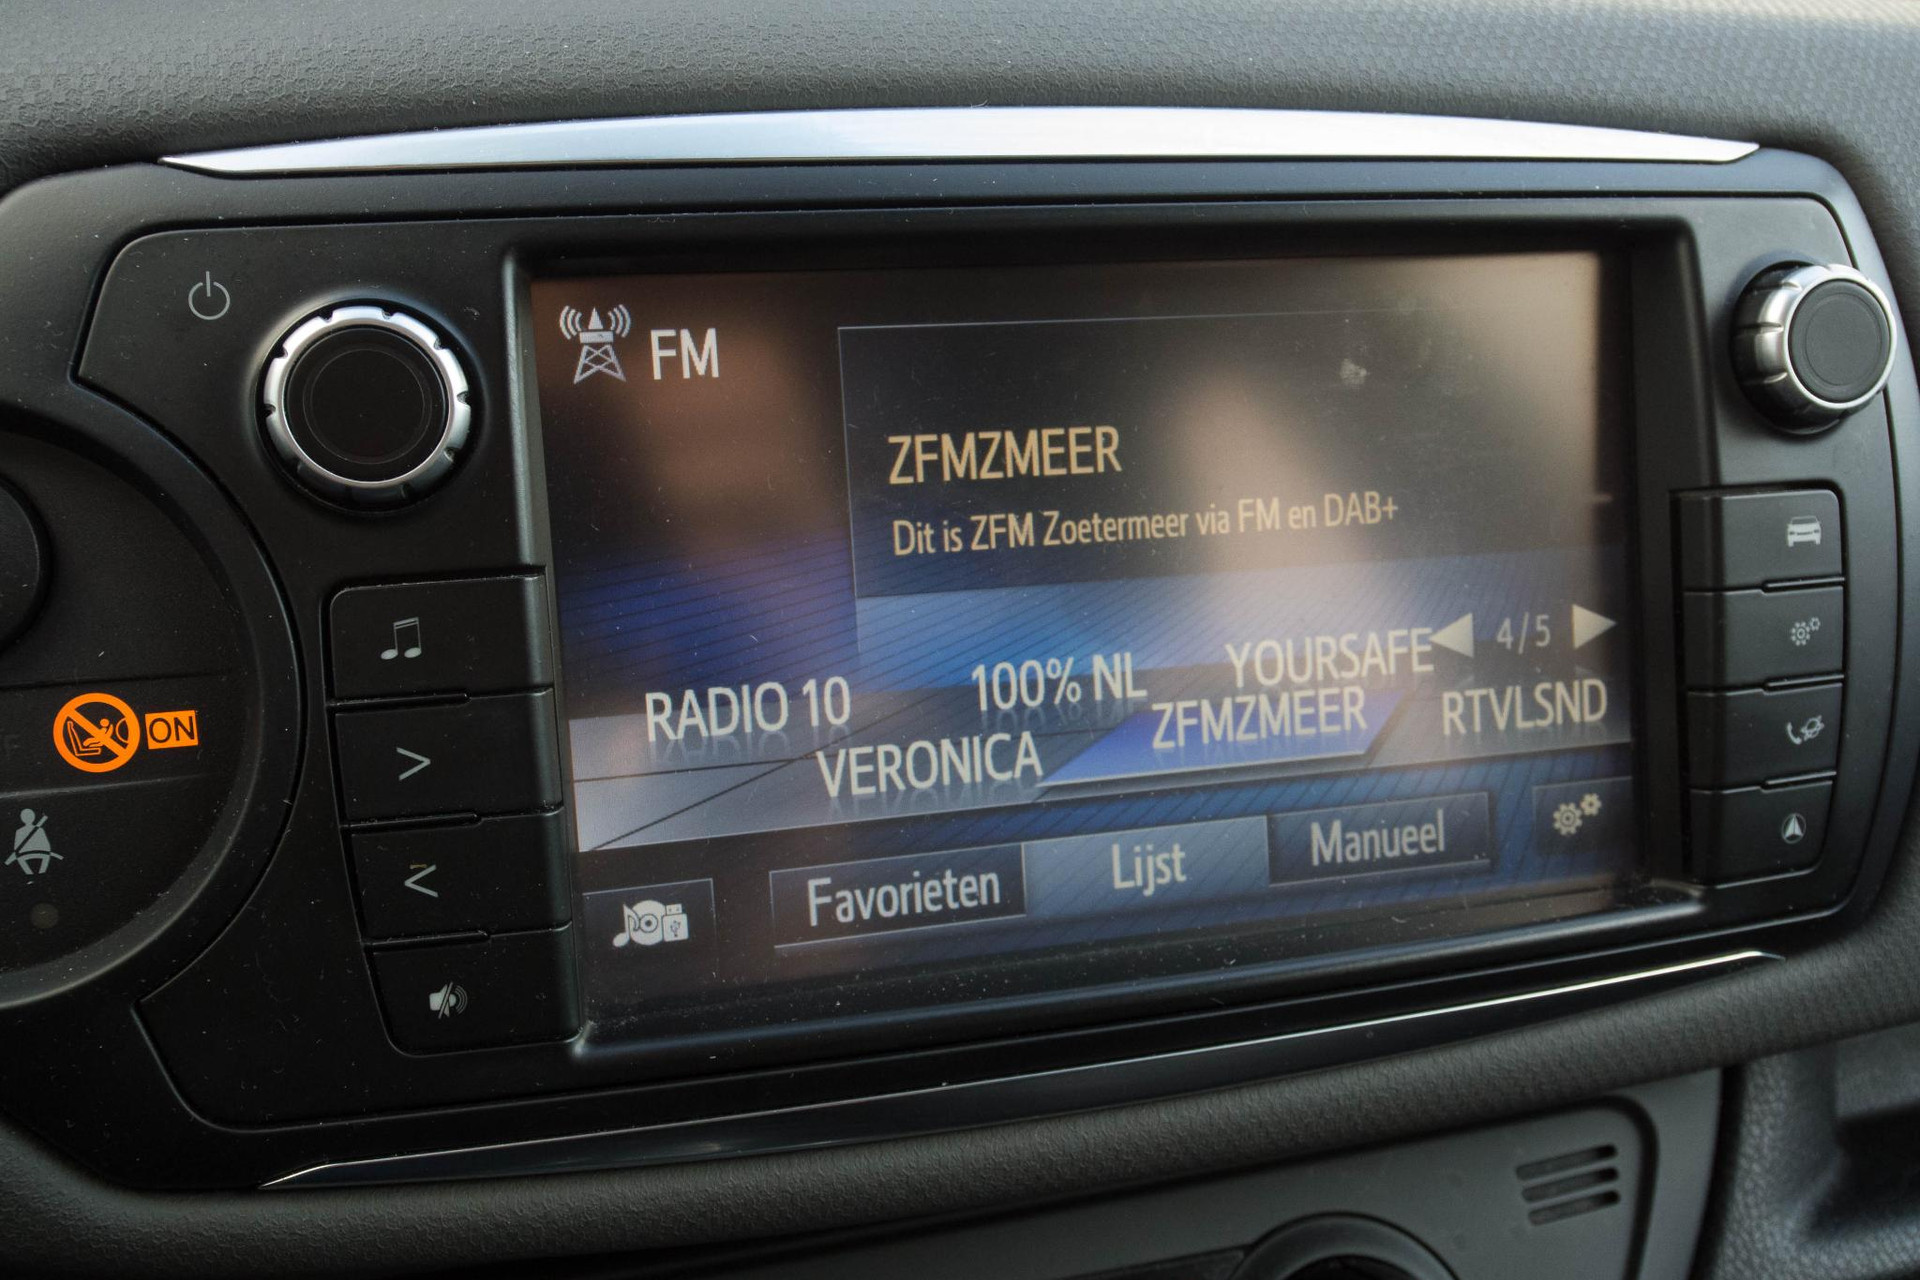 FM
ZFMZMEER
Dit is ZFM Zoetermeer via FM en DAB+
4/5
RADIO 10
100% NL
YOURSAFE
VERONICA
ZFMZMEER
RTVLSND
Favorieten
Lijst
Manueel
ON